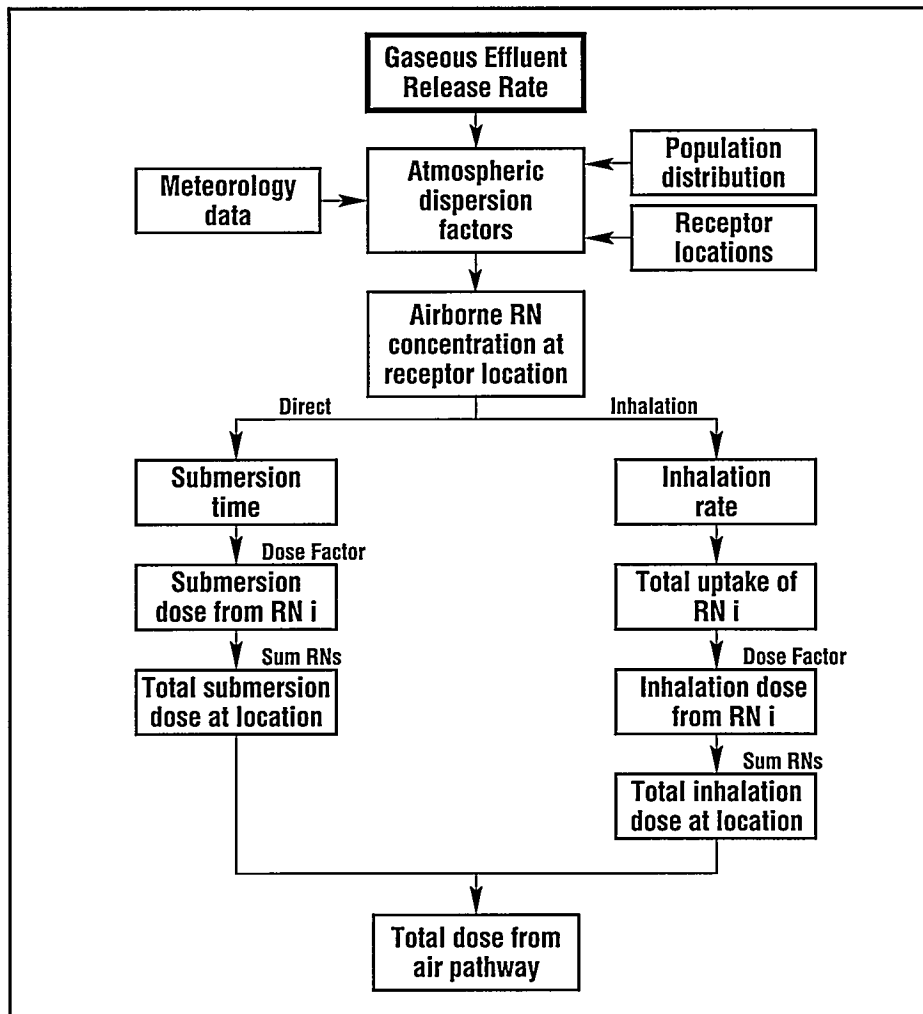 Gaseous Effluent
Release Rate
Meteorology
data
Atmospheric
dispersion
factors
Population
distribution
Receptor
locations
Airborne RN
concentration at
receptor location
Direct
Inhalation
Submersion
time
Dose Factor
Submersion
dose from RN i
Sum RNs
Total submersion
dose at location
Inhalation
rate
Total uptake of
RN i
Dose Factor
Inhalation dose
from RN i
Sum RNs
Total inhalation
dose at location
Total dose from
air pathway